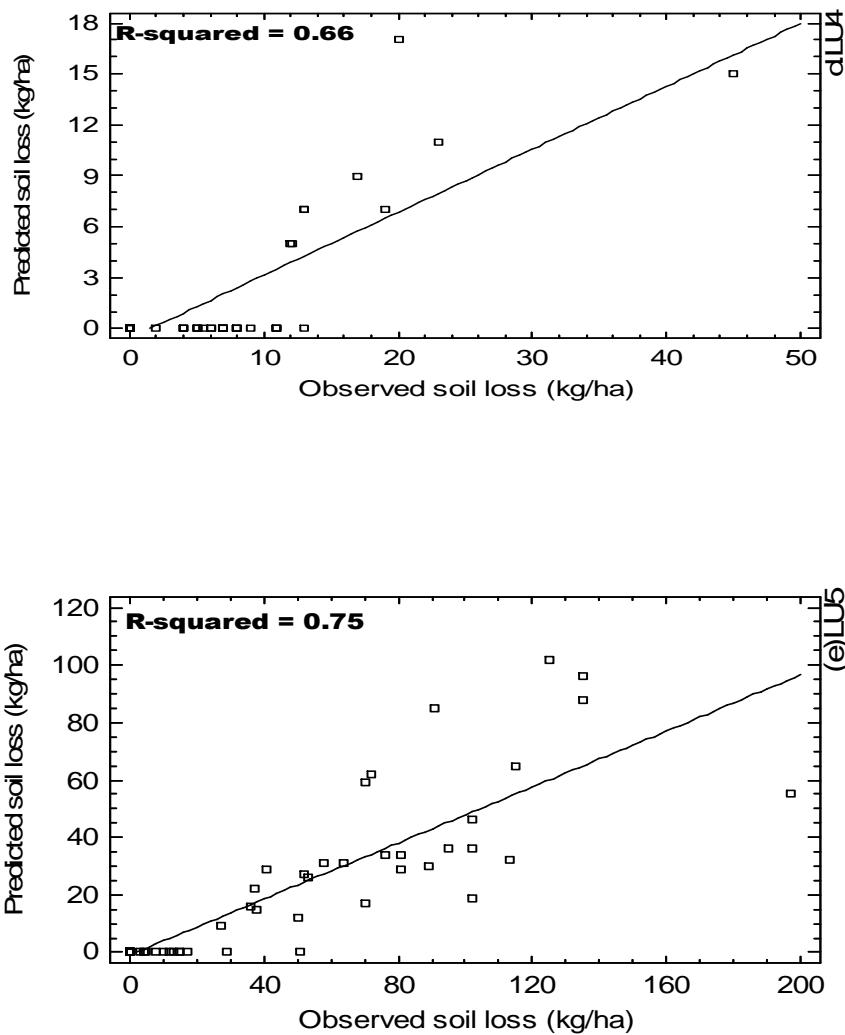 R-squared = 0.66
dLU4
Predicted soil loss (kg/ha)
18
15
12
9
6
3
0
0 10 20 30 40 50
Observed soil loss (kg/ha)
R-squared = 0.75
(e)LU5
Predicted soil loss (kg/ha)
120
100
80
60
40
20
0
0 40 80 120 160 200
Observed soil loss (kg/ha)